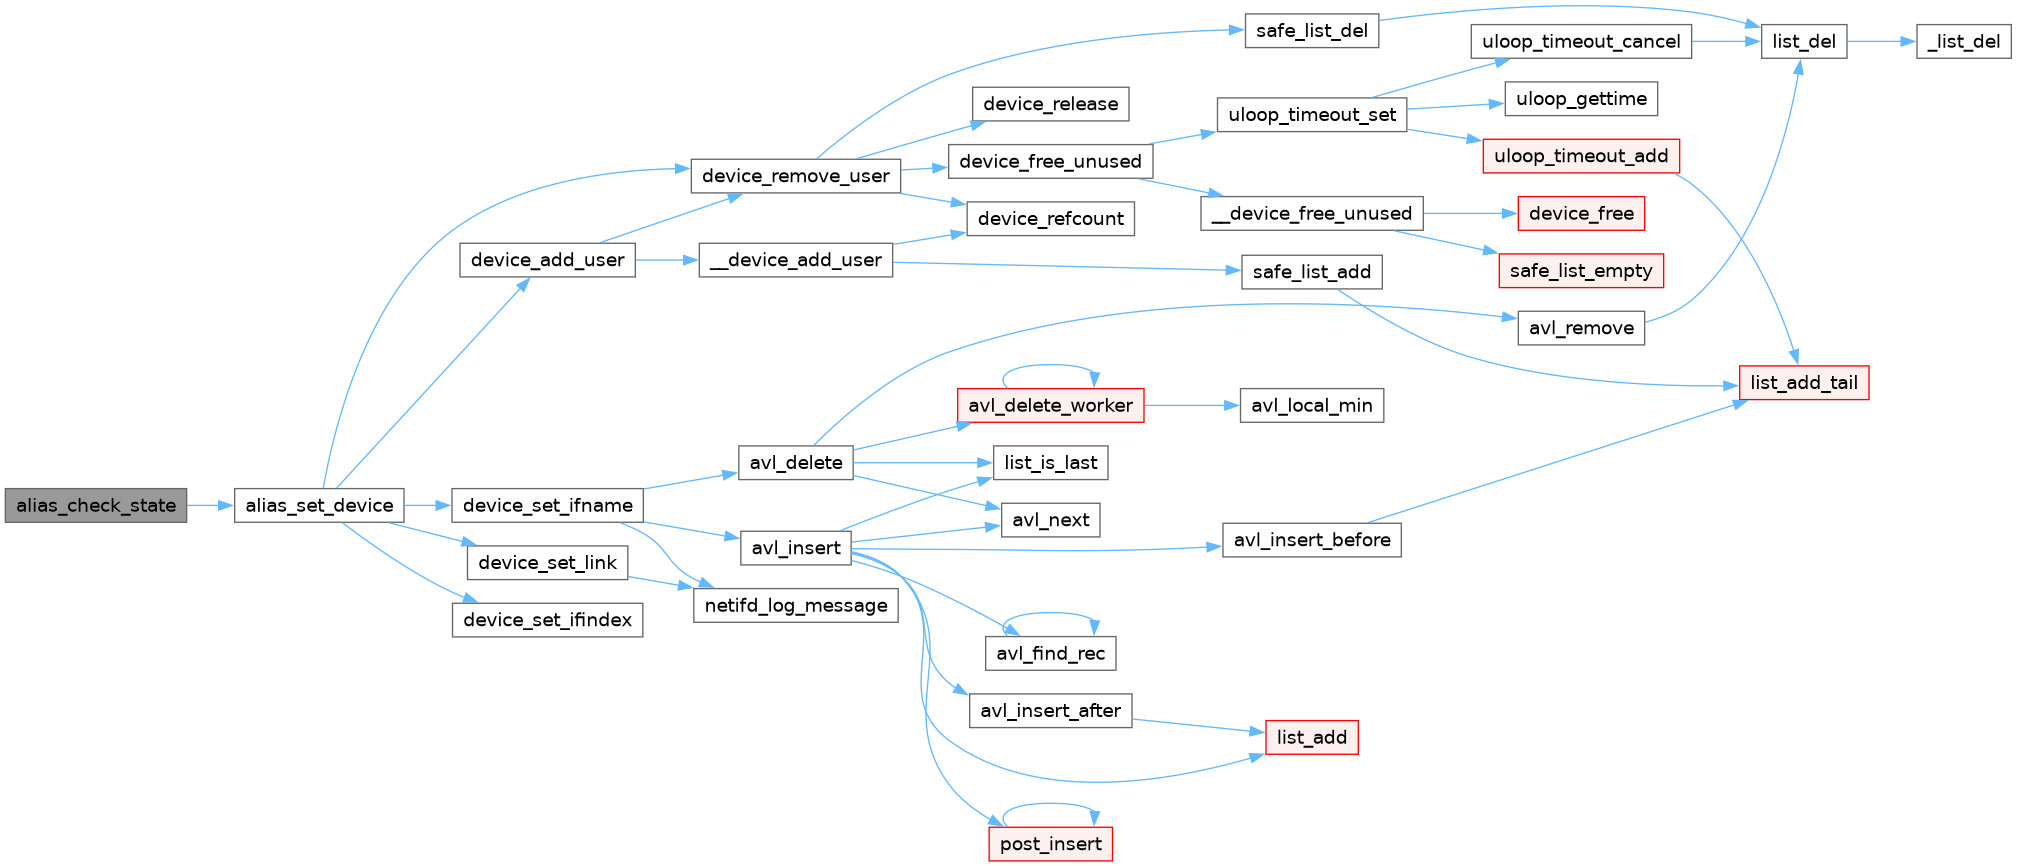 alias_check_state
alias_set_device
device_remove_user
device_add_user
device_set_ifname
device_set_link
device_set_ifindex
__device_add_user
avl_delete
avl_insert
netifd_log_message
safe_list_del
device_release
device_free_unused
device_refcount
avl_delete_worker
list_is_last
avl_next
avl_find_rec
avl_insert_after
post_insert
uloop_timeout_set
__device_free_unused
safe_list_add
avl_local_min
avl_insert_before
list_add
uloop_timeout_cancel
uloop_gettime
uloop_timeout_add
device_free
safe_list_empty
avl_remove
list_del
list_add_tail
_list_del